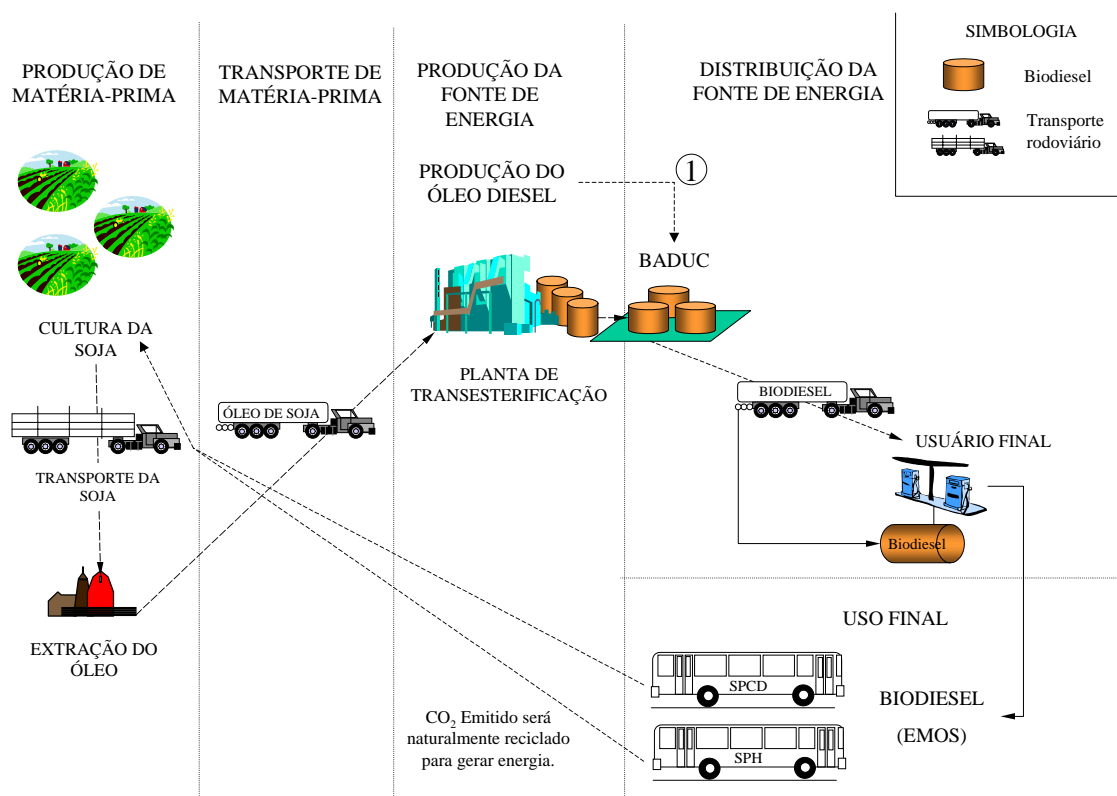 PRODUÇÃO DE
MATÉRIA-PRIMA
TRANSPORTE DE
MATÉRIA-PRIMA
PRODUÇÃO DA
FONTE DE
ENERGIA
DISTRIBUIÇÃO DA
FONTE DE ENERGIA
SIMBOLOGIA
Biodiesel
Transporte
rodoviário
PRODUÇÃO DO
ÓLEO DIESEL
1
BADUC
CULTURA DA
SOJA
PLANTA DE
TRANSESTERIFICAÇÃO
ÓLEO DE SOJA
BIODIESEL
USUÁRIO FINAL
TRANSPORTE DA
SOJA
Biodiesel
EXTRAÇÃO DO
ÓLEO
USO FINAL
SPCD
BIODIESEL
(EMOS)
CO₂ Emitido será
naturalmente reciclado
para gerar energia.
SPH